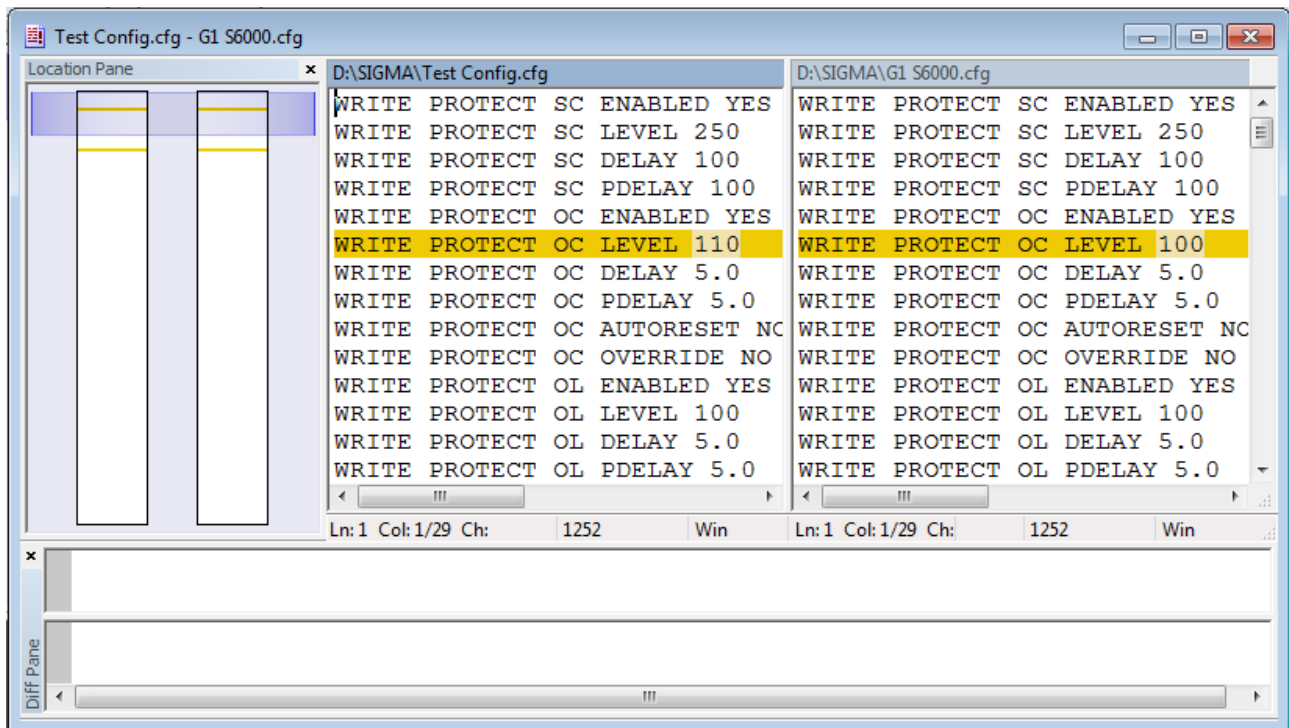 Test Config.cfg - G1 S6000.cfg
Location Pane
D:\SIGMA\Test Config.cfg
WRITE PROTECT SC ENABLED YES
WRITE PROTECT SC LEVEL 250
WRITE PROTECT SC DELAY 100
WRITE PROTECT SC PDELAY 100
WRITE PROTECT OC ENABLED YES
WRITE PROTECT OC LEVEL 110
WRITE PROTECT OC DELAY 5.0
WRITE PROTECT OC PDELAY 5.0
WRITE PROTECT OC AUTORESET NO
WRITE PROTECT OC OVERRIDE NO
WRITE PROTECT OL ENABLED YES
WRITE PROTECT OL LEVEL 100
WRITE PROTECT OL DELAY 5.0
WRITE PROTECT OL PDELAY 5.0
Ln: 1 Col: 1/29 Ch: 1252 Win
D:\SIGMA\G1 S6000.cfg
WRITE PROTECT SC ENABLED YES
WRITE PROTECT SC LEVEL 250
WRITE PROTECT SC DELAY 100
WRITE PROTECT SC PDELAY 100
WRITE PROTECT OC ENABLED YES
WRITE PROTECT OC LEVEL 100
WRITE PROTECT OC DELAY 5.0
WRITE PROTECT OC PDELAY 5.0
WRITE PROTECT OC AUTORESET NO
WRITE PROTECT OC OVERRIDE NO
WRITE PROTECT OL ENABLED YES
WRITE PROTECT OL LEVEL 100
WRITE PROTECT OL DELAY 5.0
WRITE PROTECT OL PDELAY 5.0
Ln: 1 Col: 1/29 Ch: 1252 Win
Diff Pane